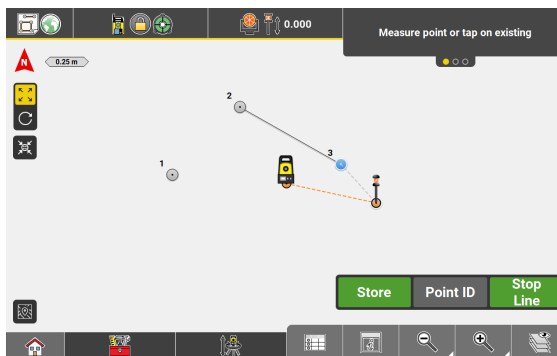 0.000
Measure point or tap on existing
N
0.25 m
2
3
1
Store
Point ID
Stop
Line